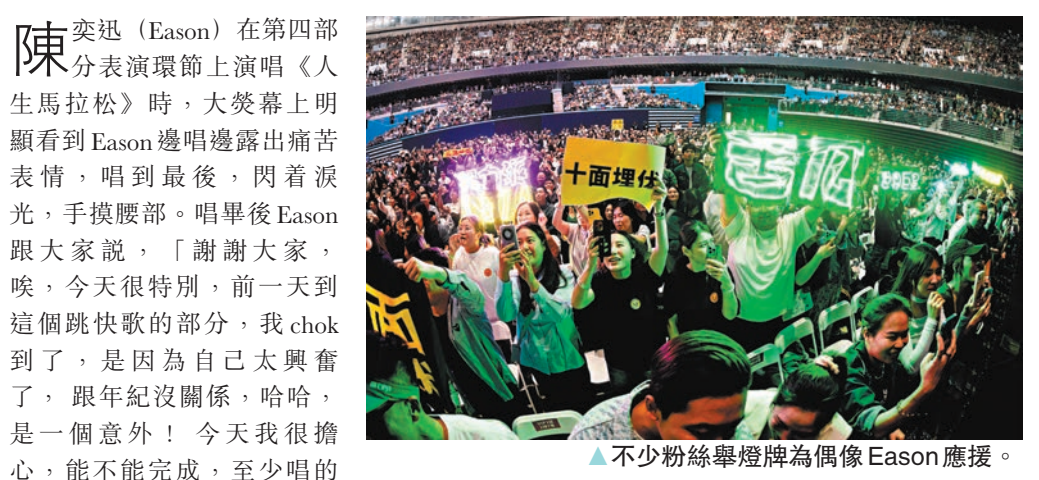 陳奕迅（Eason）在第四部
分表演環節上演唱《人
生馬拉松》時，大熒幕上明
顯看到Eason邊唱邊露出痛苦
表情，唱到最後，閃着淚
光，手摸腰部。唱畢後Eason
跟大家説，「謝謝大家，
唉，今天很特別，前一天到
這個跳快歌的部分，我chok
到了，是因為自己太興奮
了，跟年紀沒關係，哈哈，
是一個意外！今天我很擔
心，能不能完成，至少唱的
十面埋伏
▲不少粉絲舉燈牌為偶像Eason應援。